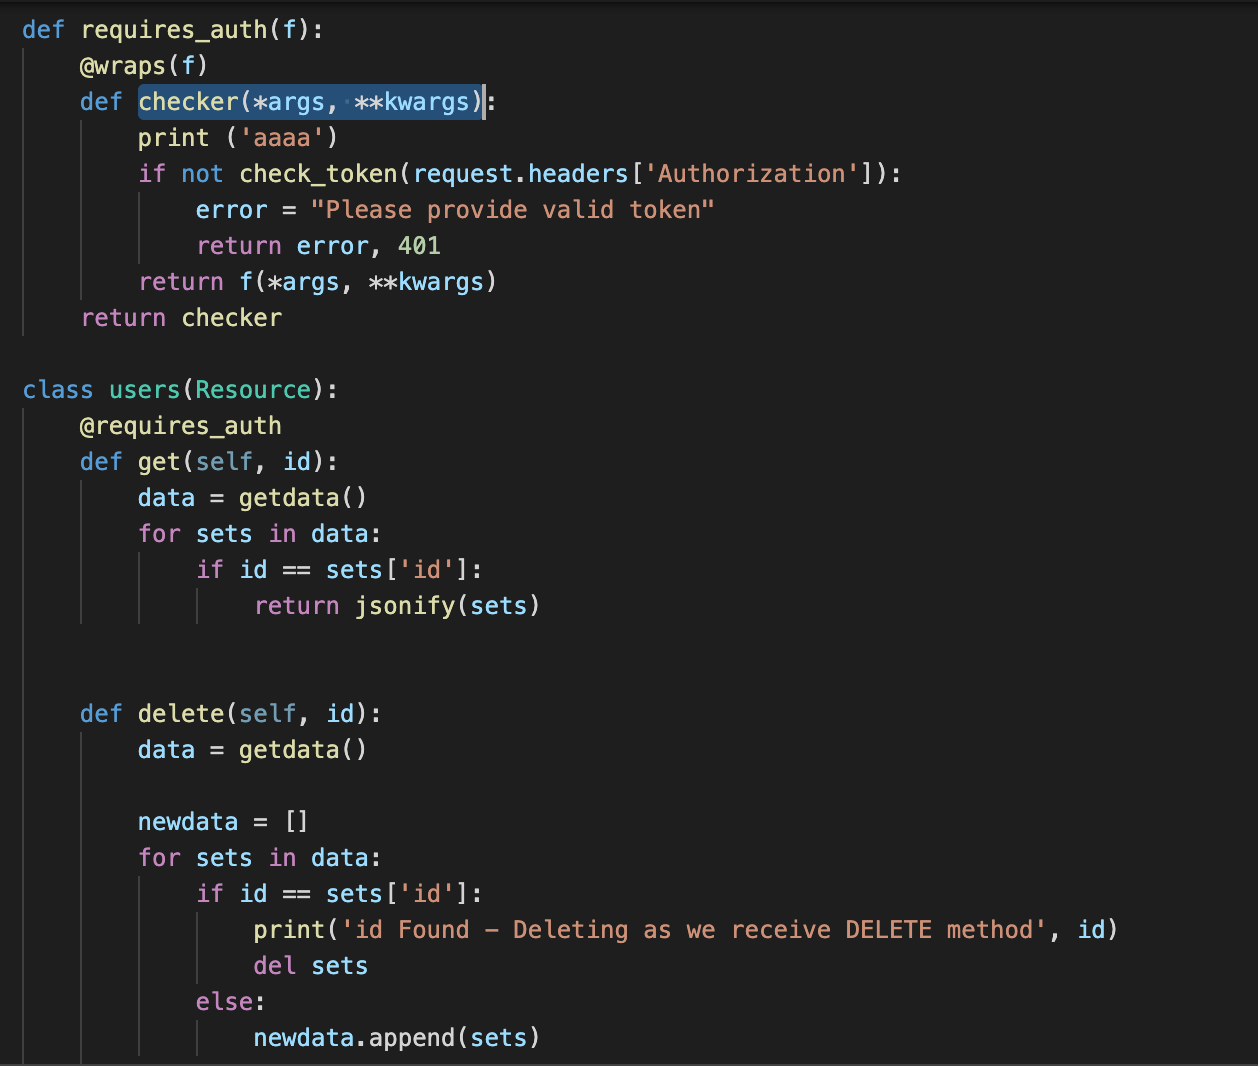 def requires_auth(f):
    @wraps(f)
    def checker(*args, **kwargs):
        print ('aaaa')
        if not check_token(request.headers['Authorization']):
            error = "Please provide valid token"
            return error, 401
        return f(*args, **kwargs)
    return checker

class users(Resource):
    @requires_auth
    def get(self, id):
        data = getdata()
        for sets in data:
            if id == sets['id']:
                return jsonify(sets)

    def delete(self, id):
        data = getdata()

        newdata = []
        for sets in data:
            if id == sets['id']:
                print('id Found – Deleting as we receive DELETE method', id)
                del sets
            else:
                newdata.append(sets)